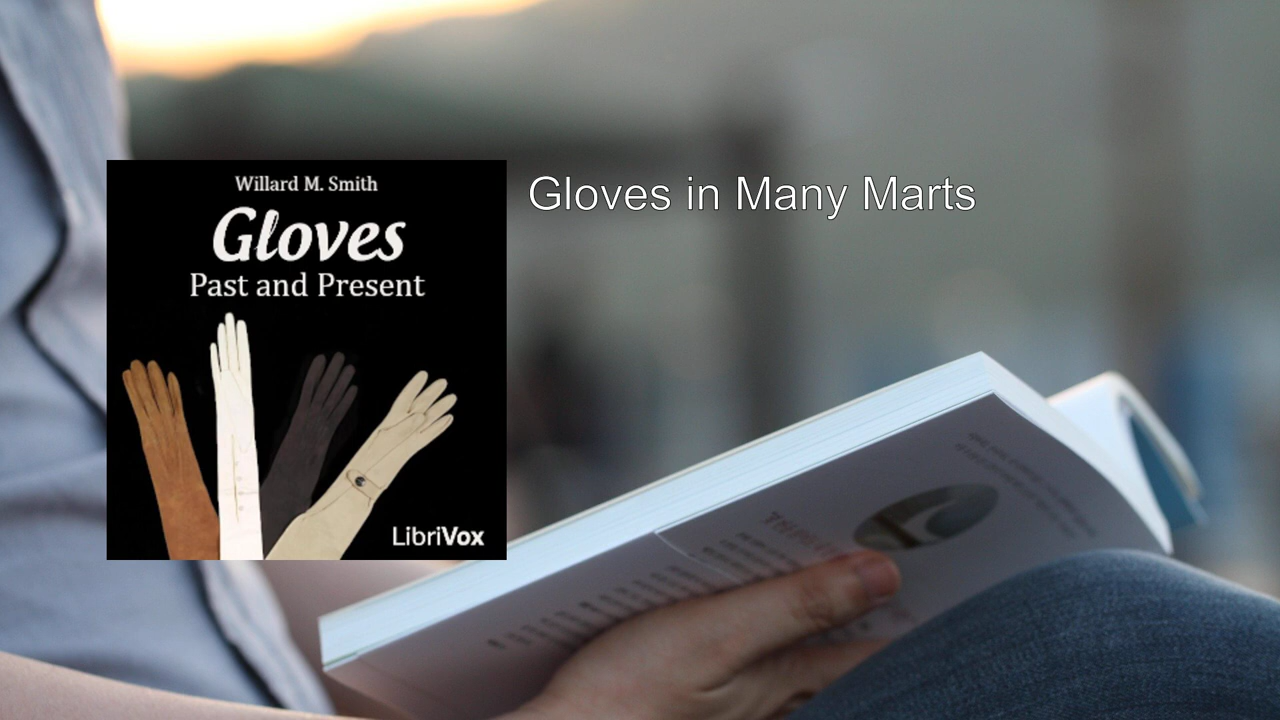 Willard M. Smith
Gloves
Past and Present
LibriVox
Gloves in Many Marts